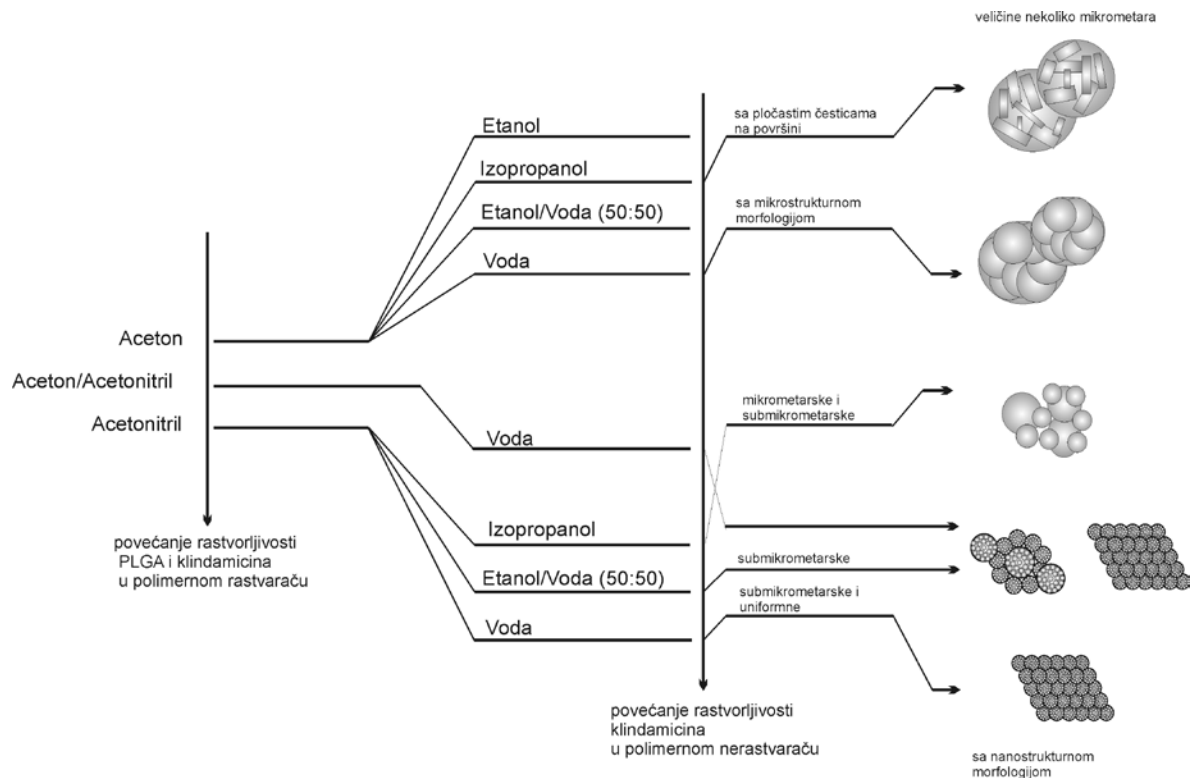 veličine nekoliko mikrometara
Etanol
sa pločastim česticama
na površini
Izopropanol
Etanol/Voda (50:50)
sa mikrostrukturnom
morfologijom
Voda
Aceton
Aceton/Acetonitril
Acetonitril
mikrometarske i
submikrometarske
Voda
Izopropanol
povećanje rastvorljivosti
PLGA i klindamicina
u polimernom rastvaraču
Etanol/Voda (50:50)
submikrometarske
submikrometarske i
uniformne
Voda
povećanje rastvorljivosti
klindamicina
u polimernom nerastvaraču
sa nanostrukturnom
morfologijom